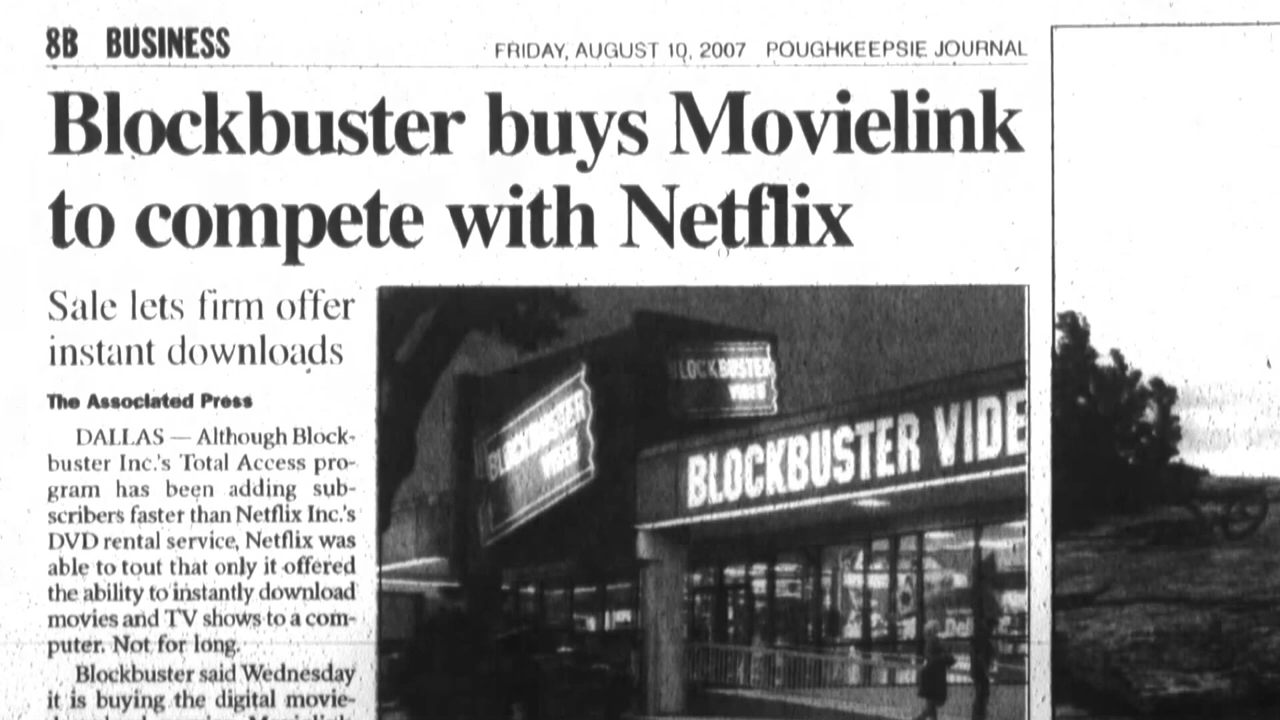 8B BUSINESS
FRIDAY, AUGUST 10, 2007 POUGHKEEPSIE JOURNAL
Blockbuster buys Movielink
to compete with Netflix
Sale lets firm offer
instant downloads
The Associated Press
DALLAS — Although Block-
buster Inc.'s Total Access pro-
gram has been adding sub-
scribers faster than Netflix Inc.'s
DVD rental service, Netflix was
able to tout that only it offered
the ability to instantly download
movies and TV shows to a com-
puter. Not for long.
Blockbuster said Wednesday
it is buying the digital movie-
BLOCKBUSTER
VIDEO
BLOCKBUSTER
VIDEO
BLOCKBUSTER VIDE